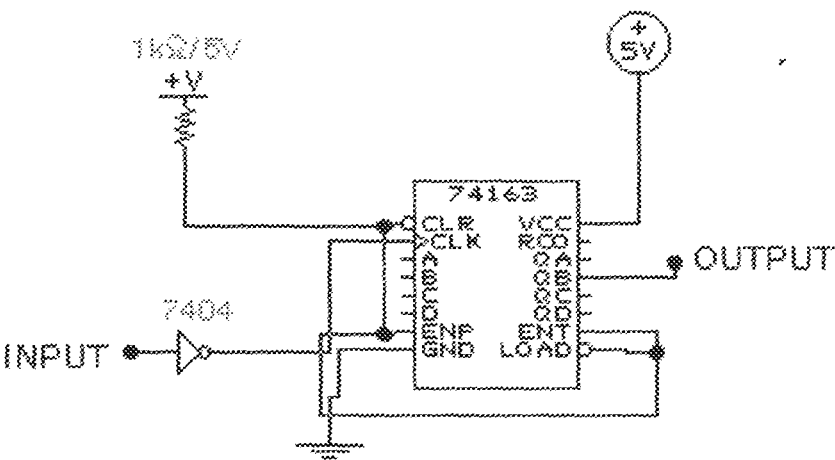 1kΩ/5V
+V
+
5V
74163
CLR VCC
CLK RCO
A QA
B QB
C QC
D QD
ENP ENT
GND LOAD
OUTPUT
7404
INPUT